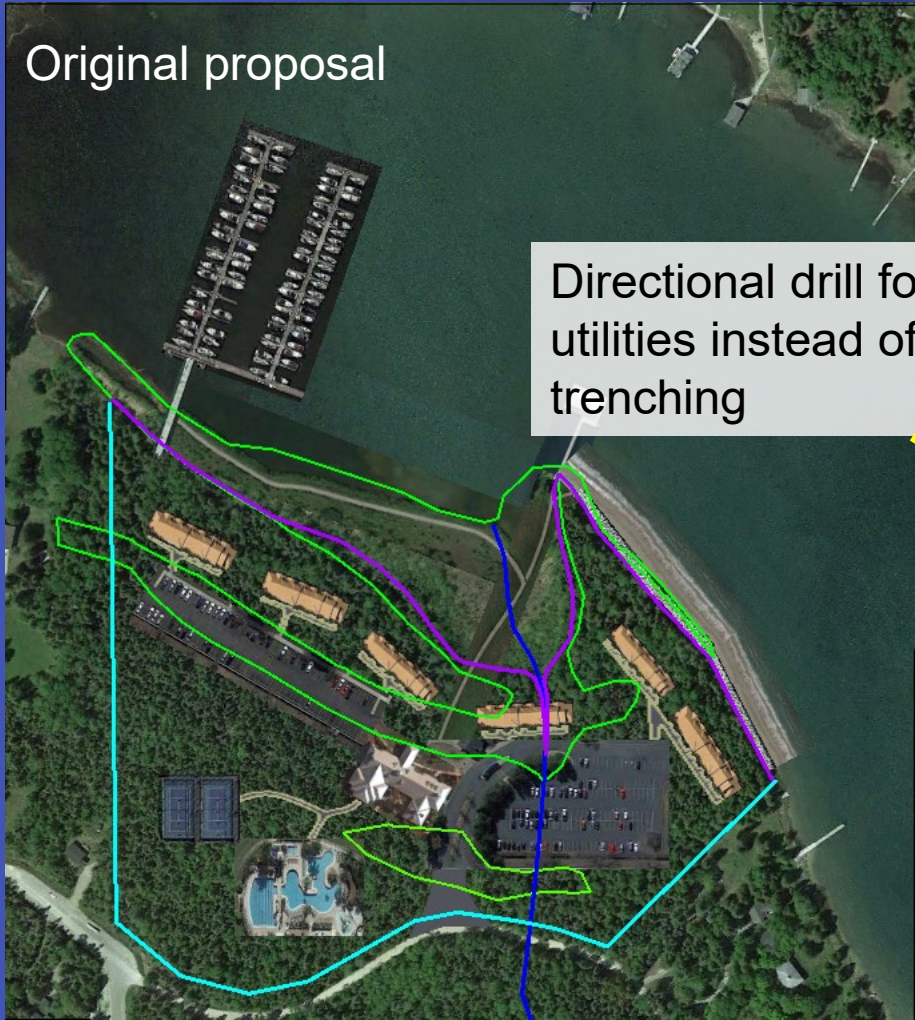 Original proposal
Directional drill fo
utilities instead of
trenching